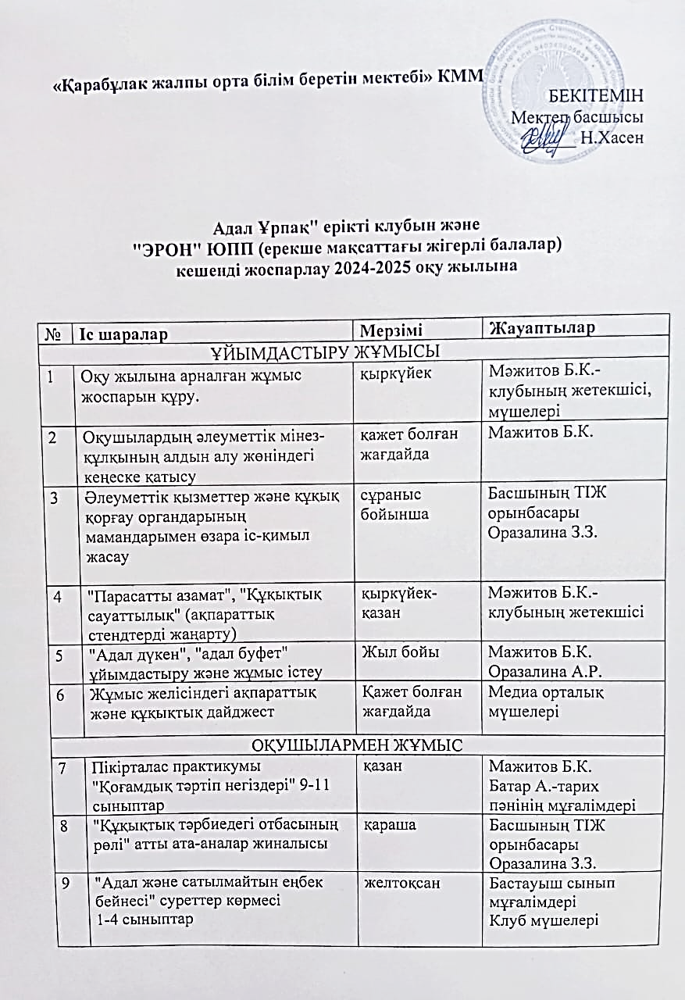 «Қарабұлак жалпы орта білім беретін мектебі» КММ
БЕКІТЕМІН
Мектеп басшысы
Н.Хасен
Адал Ұрпақ" ерікті клубын және
"ЭРОН" ЮПП (ерекше мақсаттағы жігерлі балалар)
кешенді жоспарлау 2024-2025 оқу жылына
№ Іс шаралар Мерзімі Жауаптылар
ҰЙЫМДАСТЫРУ ЖҰМЫСЫ
1 Оқу жылына арналған жұмыс қыркүйек Мәжитов Б.К.-
жоспарын құру. клубының жетекшісі,
мүшелері
2 Оқушылардың әлеуметтік мінез- қажет болған Мажитов Б.К.
құлқының алдын алу жөніндегі жағдайда
кеңеске қатысу
3 Әлеуметтік қызметтер және құқық сұраныс Басшының ТІЖ
қорғау органдарының бойынша орынбасары
мамандарымен өзара іс-қимыл Оразалина З.З.
жасау
4 "Парасатты азамат", "Құқықтық қыркүйек- Мәжитов Б.К.-
сауаттылық" (ақпараттық қазан клубының жетекшісі
стендтерді жаңарту)
5 "Адал дүкен", "адал буфет" Жыл бойы Мажитов Б.К.
ұйымдастыру және жұмыс істеу Оразалина А.Р.
6 Жұмыс желісіндегі ақпараттық Қажет болған Медиа орталық
және құқықтық дайджест жағдайда мүшелері
ОҚУШЫЛАРМЕН ЖҰМЫС
7 Пікірталас практикумы қазан Мажитов Б.К.
"Қоғамдық тәртіп негіздері" 9-11 Батар А.-тарих
сыныптар пәнінің мұғалімдері
8 "Құқықтық тәрбиедегі отбасының қараша Басшының ТІЖ
рөлі" атты ата-аналар жиналысы орынбасары
Оразалина З.З.
9 "Адал және сатылмайтын еңбек желтоқсан Бастауыш сынып
бейнесі" суреттер көрмесі мұғалімдері
1-4 сыныптар Клуб мүшелері